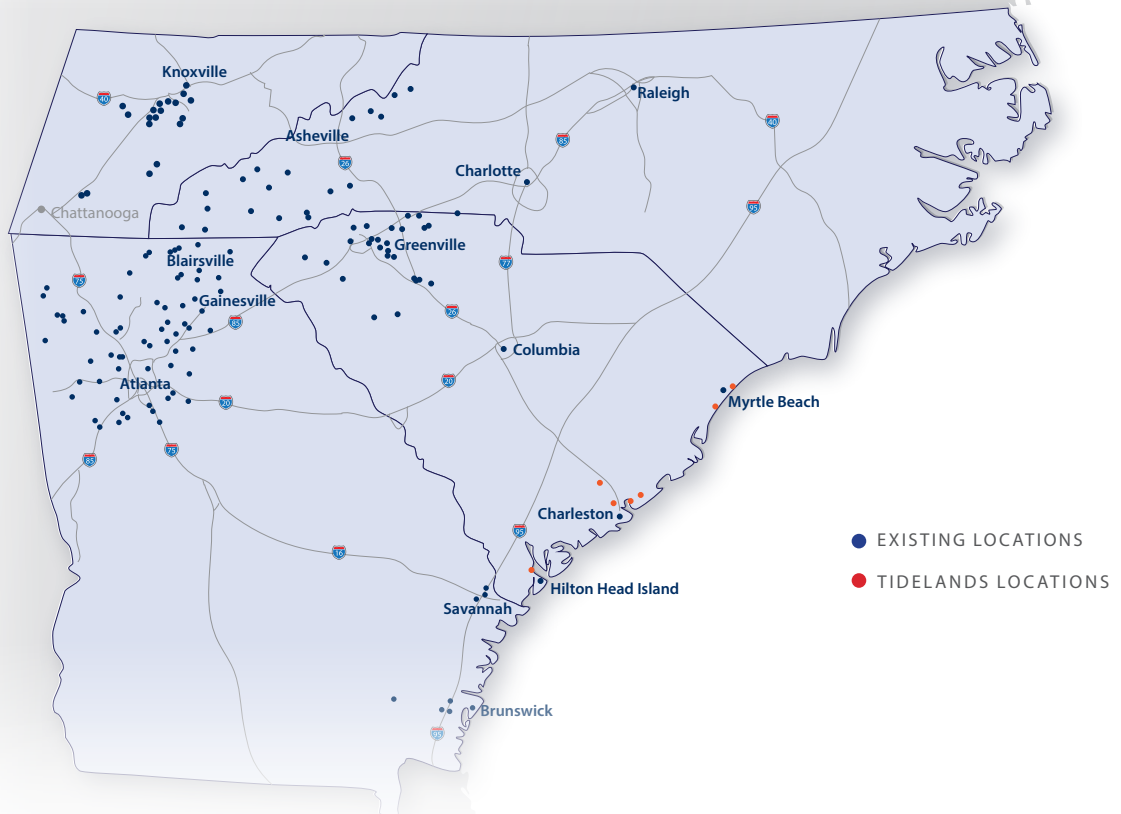 Knoxville
40
Raleigh
40
Asheville
85
26
Charlotte
95
Chattanooga
Greenville
Blairsville
77
75
Gainesville
26
85
Columbia
20
Atlanta
20
Myrtle Beach
75
85
Charleston
95
EXISTING LOCATIONS
16
TIDELANDS LOCATIONS
Hilton Head Island
Savannah
Brunswick
95